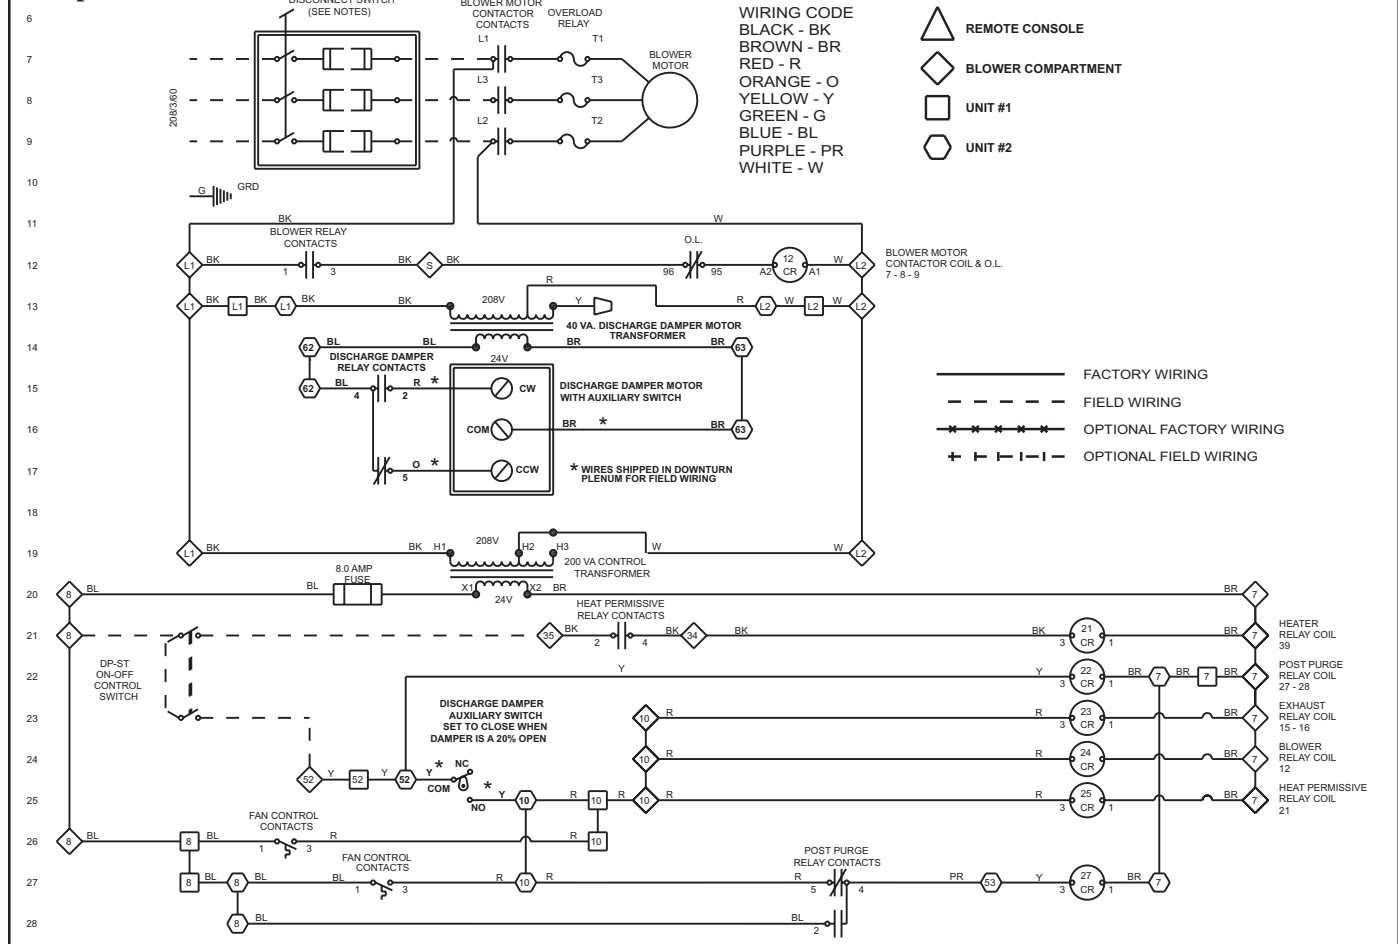 DISCONNECT SWITCH
(SEE NOTES)
BLOWER MOTOR
CONTACTOR
CONTACTS
OVERLOAD
RELAY
6
WIRING CODE
BLACK - BK
BROWN - BR
RED - R
ORANGE - O
YELLOW - Y
GREEN - G
BLUE - BL
PURPLE - PR
WHITE - W
REMOTE CONSOLE
BLOWER COMPARTMENT
UNIT #1
UNIT #2
7
L1
T1
BLOWER
MOTOR
8
208/3/60
L3
T3
9
L2
T2
10
G
GRD
11
BK
W
BLOWER RELAY
CONTACTS
12
L1
BK
1
3
BK
S
BK
O.L.
96
95
A2
12
CR
A1
W
L2
BLOWER MOTOR
CONTACTOR COIL & O.L.
7 - 8 - 9
13
L1
BK
L1
BK
L1
BK
BK
208V
R
Y
R
L2
W
L2
W
L2
40 VA. DISCHARGE DAMPER MOTOR
TRANSFORMER
14
62
BL
BL
24V
BR
BR
63
DISCHARGE DAMPER
RELAY CONTACTS
15
62
BL
4
2
R
*
CW
DISCHARGE DAMPER MOTOR
WITH AUXILIARY SWITCH
16
COM
BR
*
BR
63
17
5
O
*
CCW
* WIRES SHIPPED IN DOWNTURN
PLENUM FOR FIELD WIRING
FACTORY WIRING
FIELD WIRING
OPTIONAL FACTORY WIRING
OPTIONAL FIELD WIRING
18
19
L1
BK
BK
H1
208V
H2
H3
W
W
L2
200 VA CONTROL
TRANSFORMER
20
8
BL
BL
8.0 AMP
FUSE
X1
24V
X2
BR
BR
7
HEAT PERMISSIVE
RELAY CONTACTS
21
8
35
BK
2
4
BK
34
BK
BK
3
21
CR
1
BR
7
HEATER
RELAY COIL
39
DP-ST
ON-OFF
CONTROL
SWITCH
22
Y
Y
3
22
CR
1
BR
7
BR
7
BR
7
POST PURGE
RELAY COIL
27 - 28
DISCHARGE DAMPER
AUXILIARY SWITCH
SET TO CLOSE WHEN
DAMPER IS A 20% OPEN
23
10
R
R
3
23
CR
1
BR
7
EXHAUST
RELAY COIL
15 - 16
24
52
Y
52
Y
52
Y
*
COM
NC
10
R
R
3
24
CR
1
BR
7
BLOWER
RELAY COIL
12
25
NO
*
Y
10
R
10
R
10
R
R
3
25
CR
1
BR
7
HEAT PERMISSIVE
RELAY COIL
21
FAN CONTROL
CONTACTS
26
8
BL
8
BL
1
3
R
R
10
FAN CONTROL
CONTACTS
POST PURGE
RELAY CONTACTS
27
8
BL
8
BL
BL
1
3
R
10
R
R
5
4
PR
53
Y
3
27
CR
1
BR
7
28
8
BL
BL
2